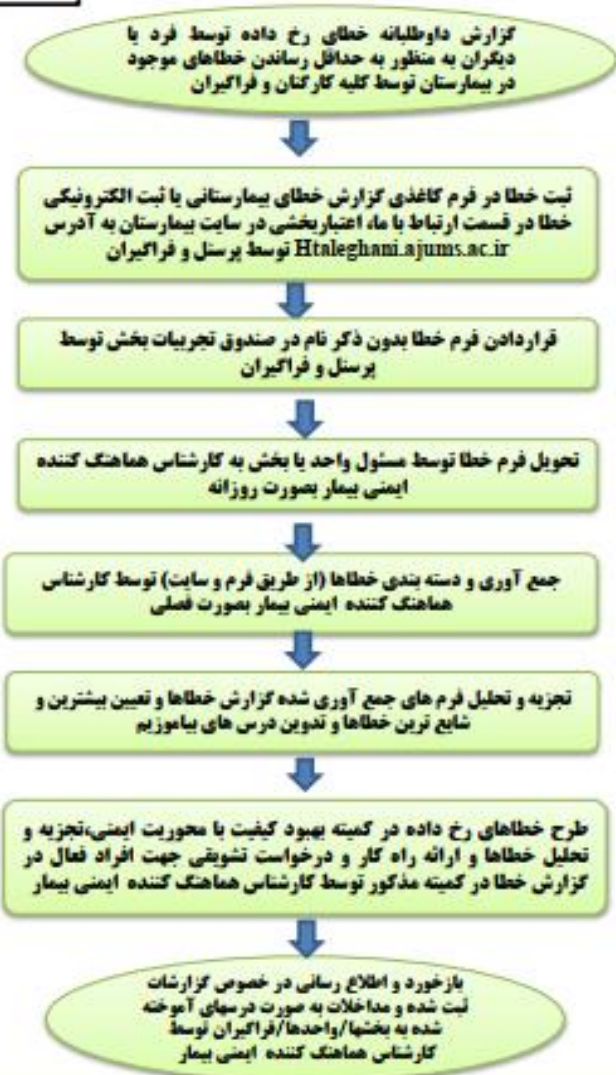 گزارش داوطلبانه خطای رخ داده توسط فرد یا
دیگران به منظور به حداقل رساندن خطاهای موجود
در بیمارستان توسط کلیه کارکنان و فراگیران
ثبت خطا در فرم کاغذی گزارش خطای بیمارستانی یا ثبت الکترونیکی
خطا در قسمت ارتباط با ما، اعتباربخشی در سایت بیمارستان به آدرس
Htaleghani.ajums.ac.ir توسط پرسنل و فراگیران
قراردادن فرم خطا بدون ذکر نام در صندوق تجربیات بخش توسط
پرسنل و فراگیران
تحویل فرم خطا توسط مسئول واحد یا بخش به کارشناس هماهنگ کننده
ایمنی بیمار بصورت روزانه
جمع آوری و دسته بندی خطاها (از طریق فرم و سایت) توسط کارشناس
هماهنگ کننده ایمنی بیمار بصورت فصلی
تجزیه و تحلیل فرم های جمع آوری شده گزارش خطاها و تعیین بیشترین و
شایع ترین خطاها و تدوین درس های بیاموزیم
طرح خطاهای رخ داده در کمیته بهبود کیفیت با محوریت ایمنی،تجزیه و
تحلیل خطاها و ارائه راه کار و درخواست تشویقی جهت افراد فعال در
گزارش خطا در کمیته مذکور توسط کارشناس هماهنگ کننده ایمنی بیمار
بازخورد و اطلاع رسانی در خصوص گزارشات
ثبت شده و مداخلات به صورت درسهای آموخته
شده به بخشها/واحدها/فراگیران توسط
کارشناس هماهنگ کننده ایمنی بیمار